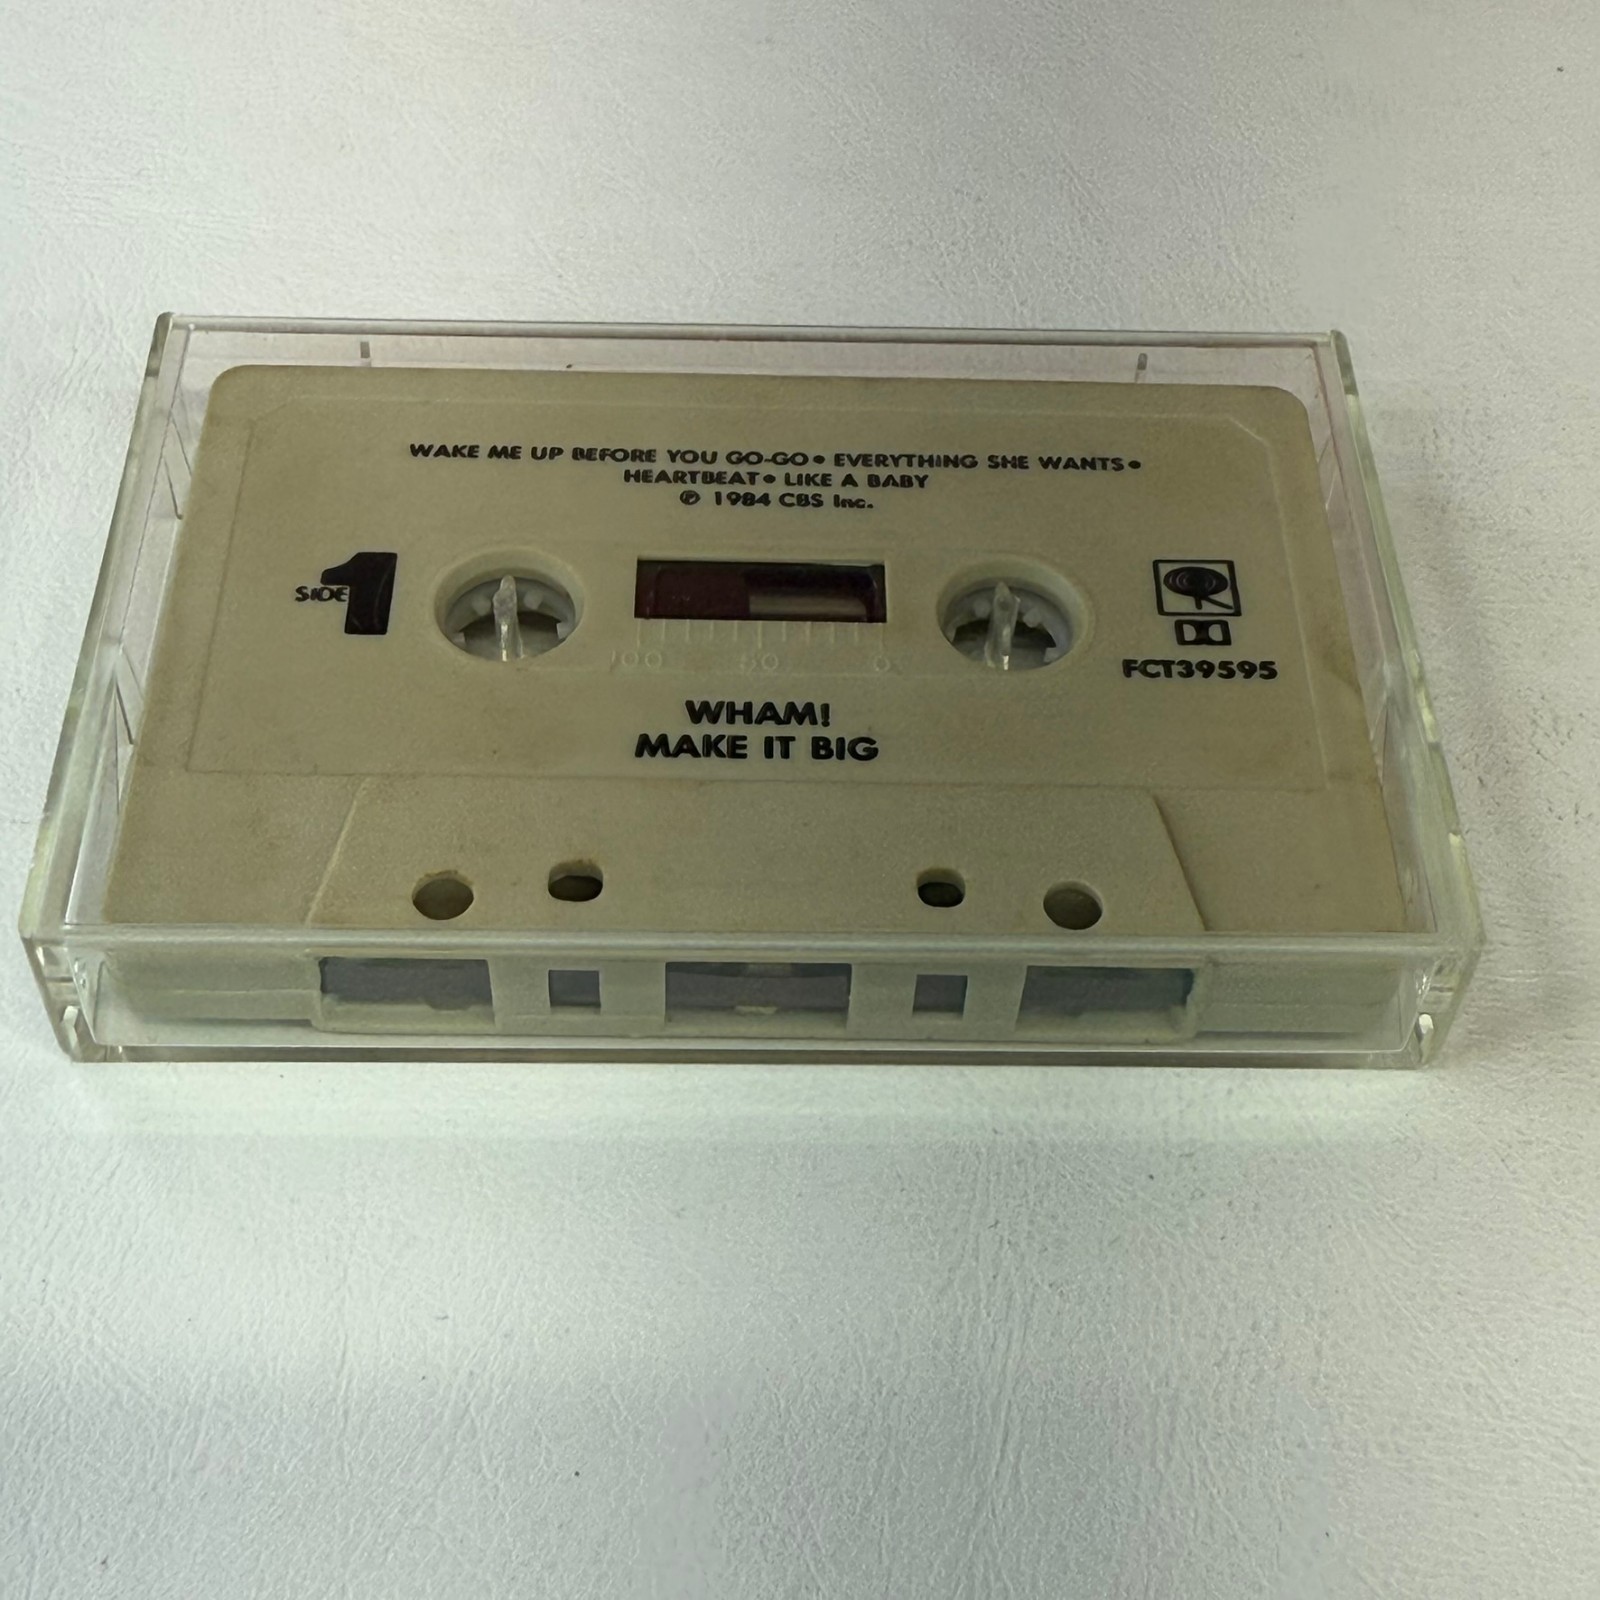 WAKE ME UP BEFORE YOU GO-GO • EVERYTHING SHE WANTS •
HEARTBEAT • LIKE A BABY
℗ 1984 CBS Inc.
SIDE 1
100 50 0
FCT39595
WHAM!
MAKE IT BIG